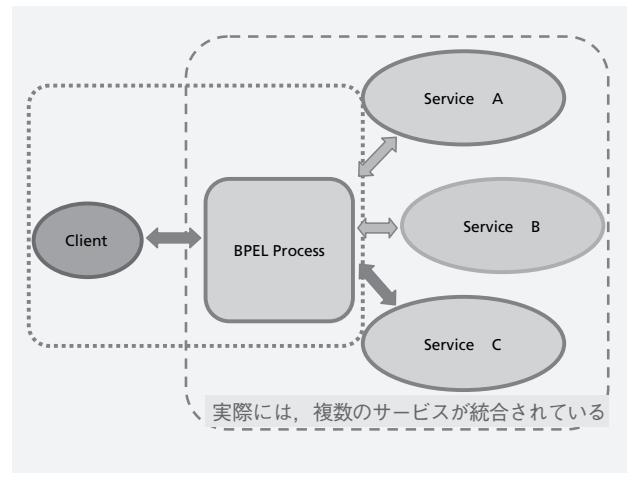 Service A
Client
BPEL Process
Service B
Service C
実際には，複数のサービスが統合されている